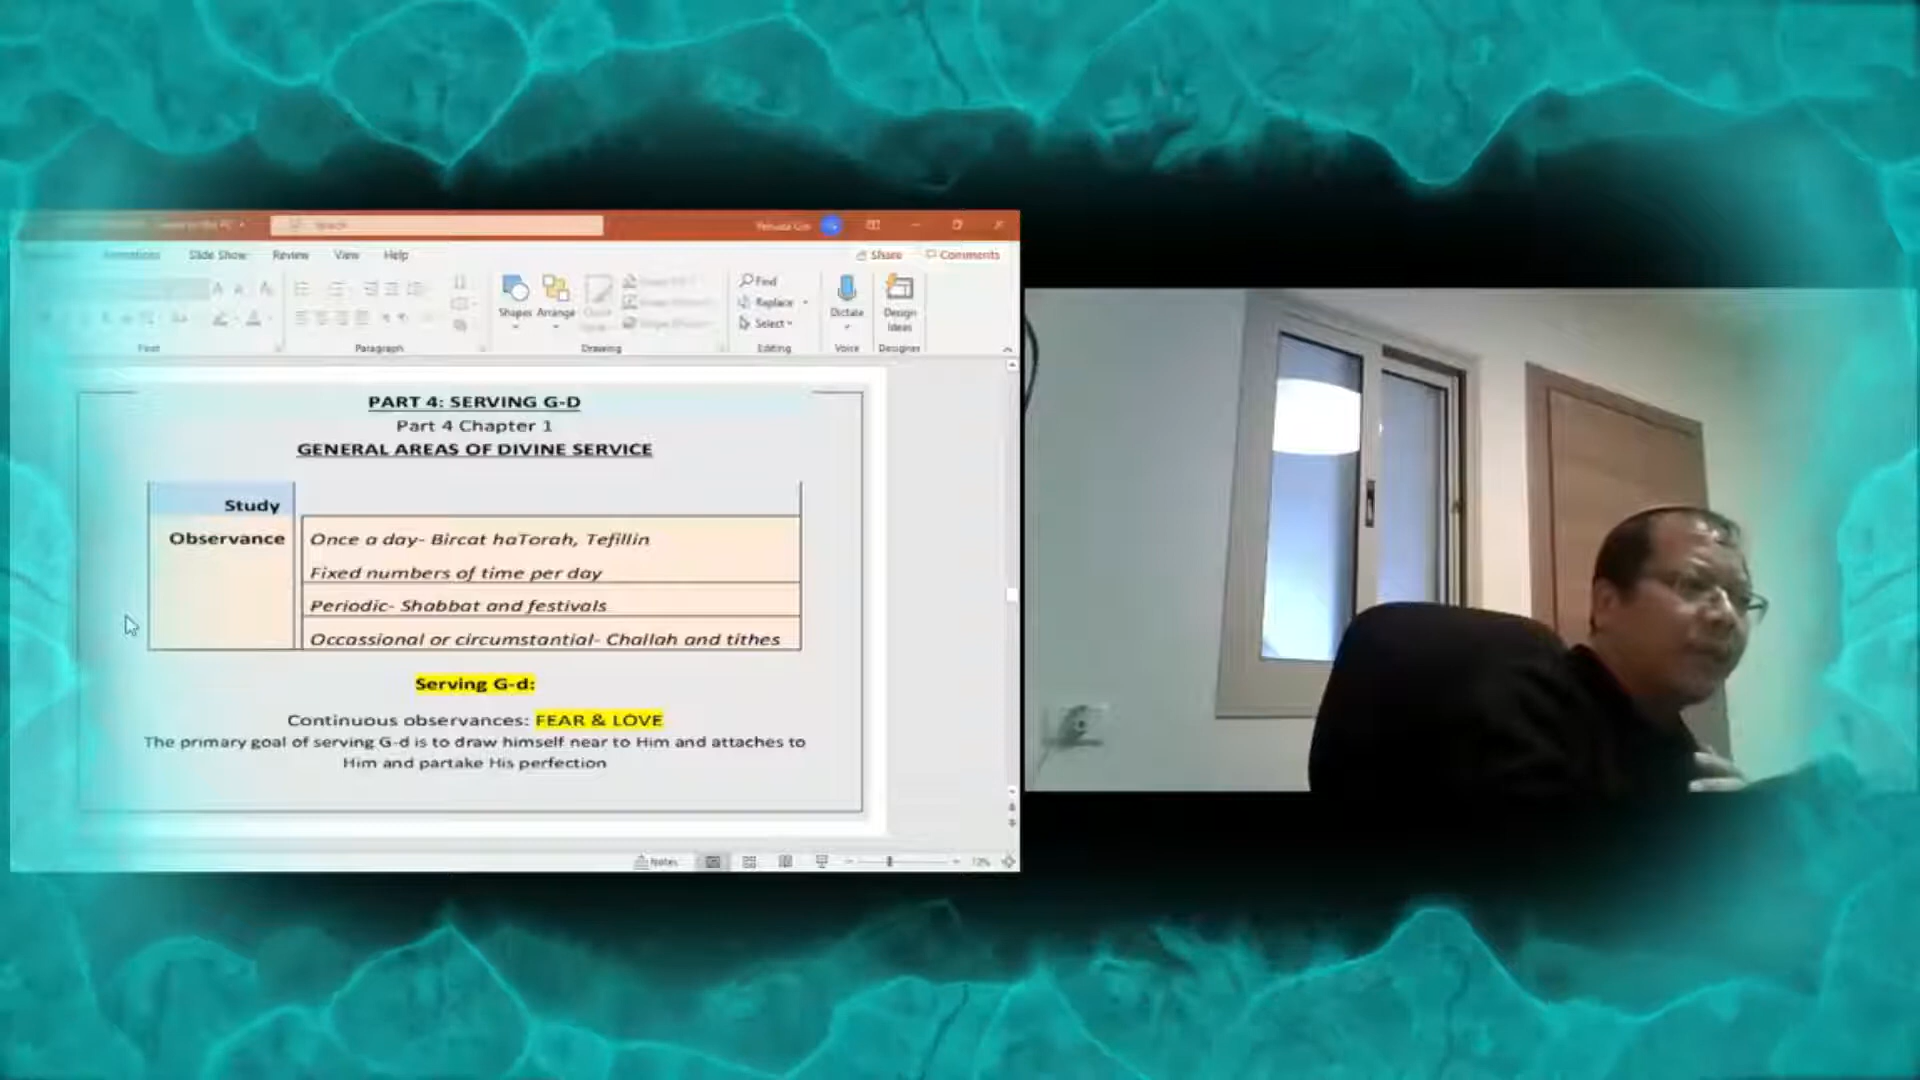 Slide Show
Review
View
Help
Share
Comments
Find
Replace
Select
Shapes
Arrange
Dictate
Design
Ideas
Font
Paragraph
Drawing
Editing
Voice
Designer
PART 4: SERVING G-D
Part 4 Chapter 1
GENERAL AREAS OF DIVINE SERVICE
Study
Observance
Once a day- Bircat haTorah, Tefillin
Fixed numbers of time per day
Periodic- Shabbat and festivals
Occassional or circumstantial- Challah and tithes
Serving G-d:
Continuous observances: FEAR & LOVE
The primary goal of serving G-d is to draw himself near to Him and attaches to
Him and partake His perfection
Notes